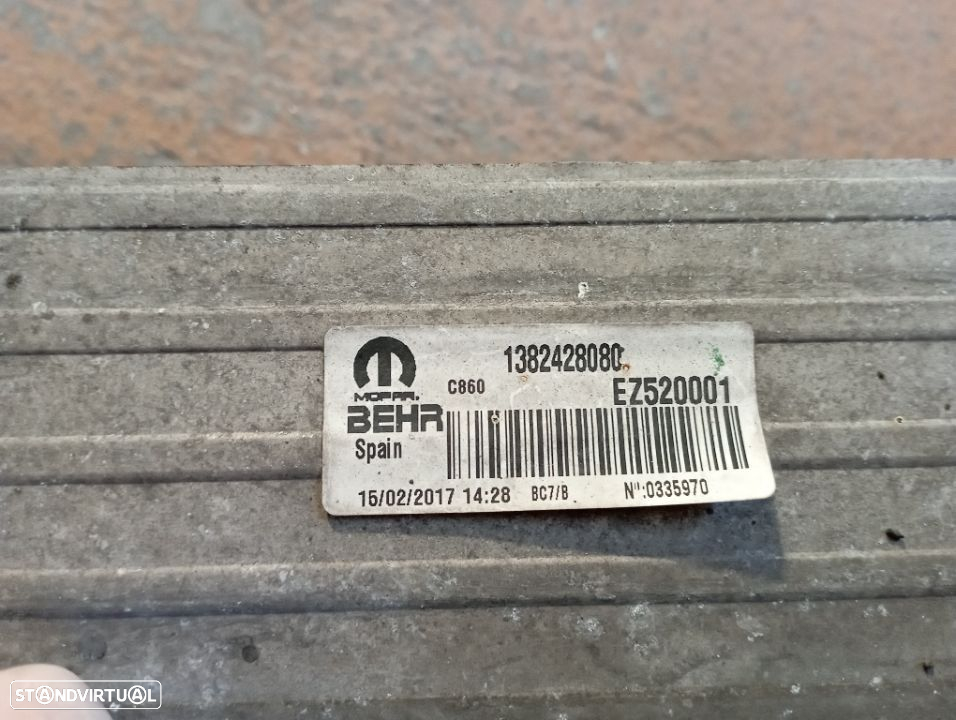 1382428080
C860
EZ520001
MOPAR.
BEHR
Spain
15/02/2017 14:28
BC7/B
N°:0335970
STANDVIRTUAL